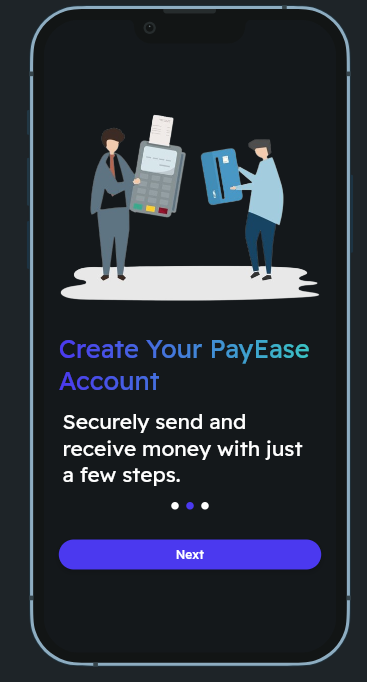 Create Your PayEase
Account
Securely send and
receive money with just
a few steps.
Next